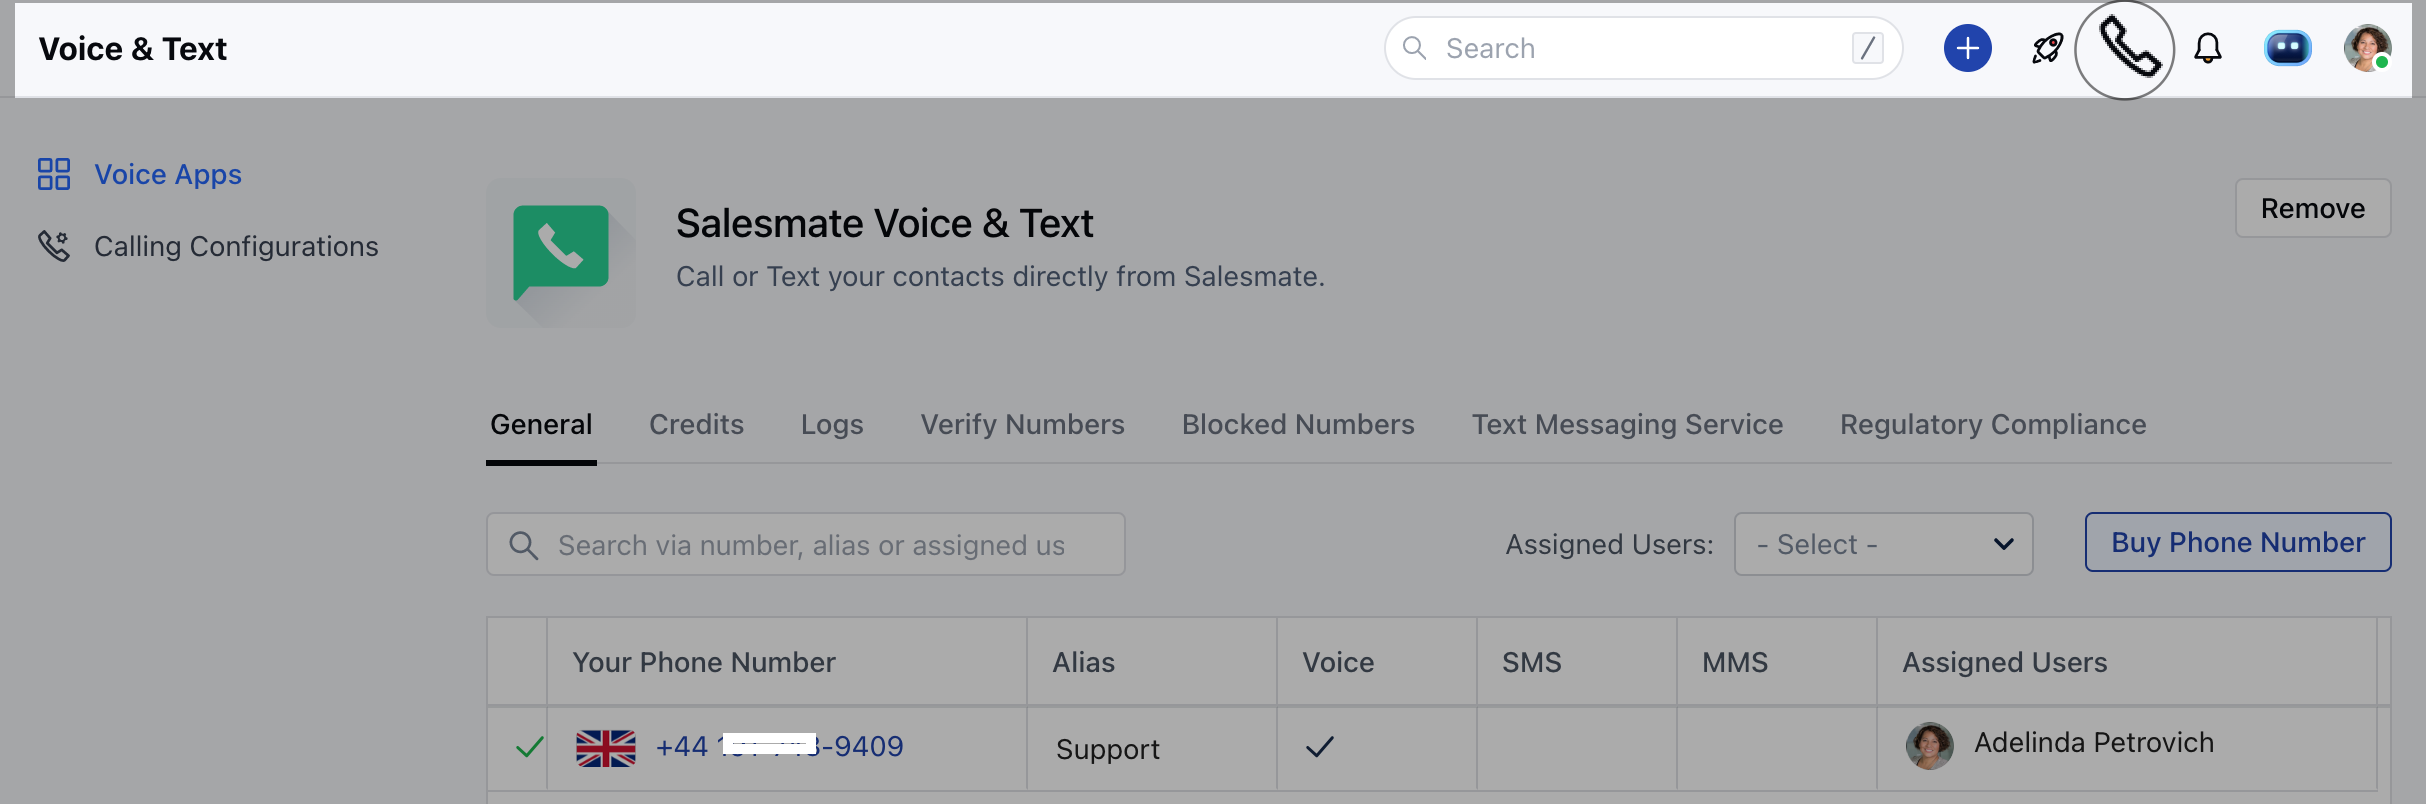 Voice & Text
Search /
Voice Apps
Calling Configurations
Salesmate Voice & Text
Call or Text your contacts directly from Salesmate.
Remove
General Credits Logs Verify Numbers Blocked Numbers Text Messaging Service Regulatory Compliance
Search via number, alias or assigned us
Assigned Users: - Select -
Buy Phone Number
Your Phone Number Alias Voice SMS MMS Assigned Users
+44 -9409 Support Adelinda Petrovich